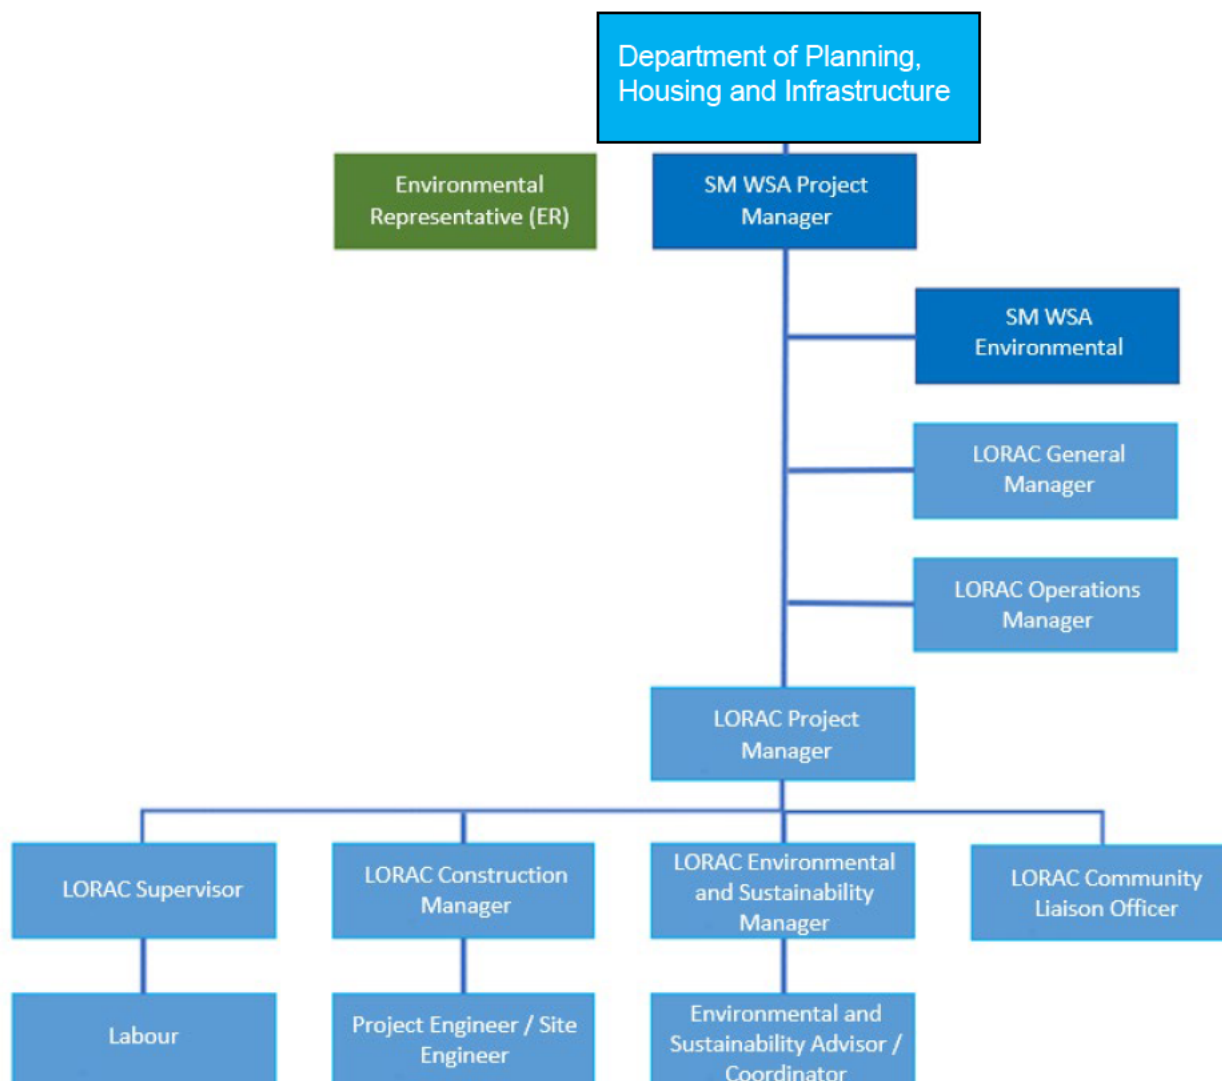 Department of Planning,
Housing and Infrastructure
Environmental
Representative (ER)
SM WSA Project
Manager
SM WSA
Environmental
LORAC General
Manager
LORAC Operations
Manager
LORAC Project
Manager
LORAC Supervisor
LORAC Construction
Manager
LORAC Environmental
and Sustainability
Manager
LORAC Community
Liaison Officer
Labour
Project Engineer / Site
Engineer
Environmental and
Sustainability Advisor /
Coordinator